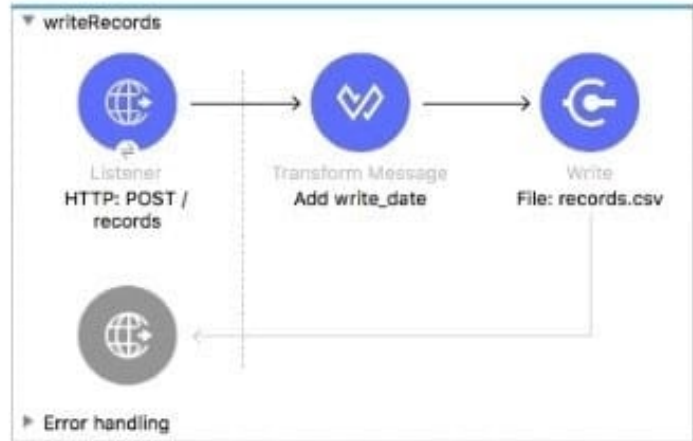 writeRecords
Listener
HTTP: POST /
records
Transform Message
Add write_date
Write
File: records.csv
Error handling